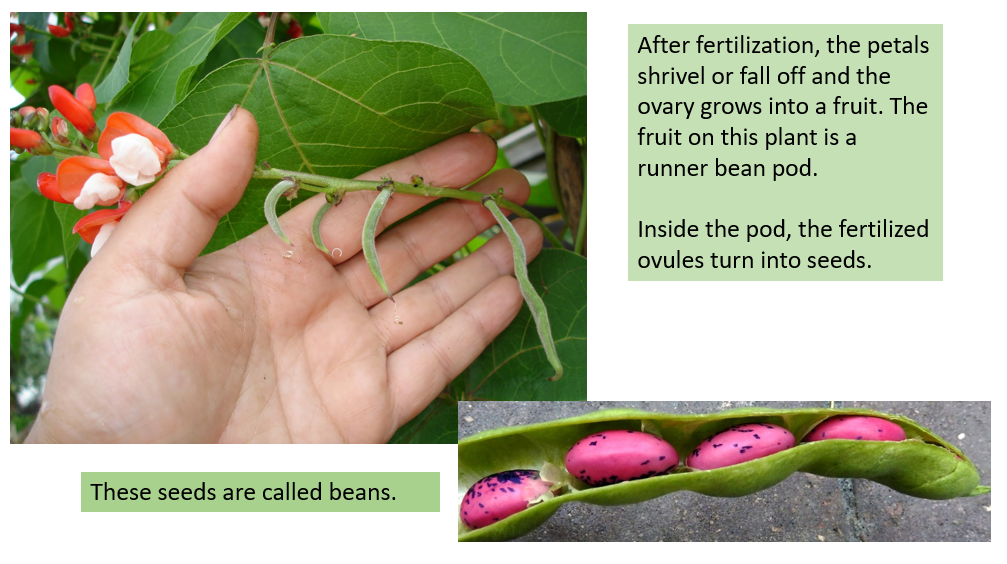 After fertilization, the petals
shrivel or fall off and the
ovary grows into a fruit. The
fruit on this plant is a
runner bean pod.
Inside the pod, the fertilized
ovules turn into seeds.
These seeds are called beans.